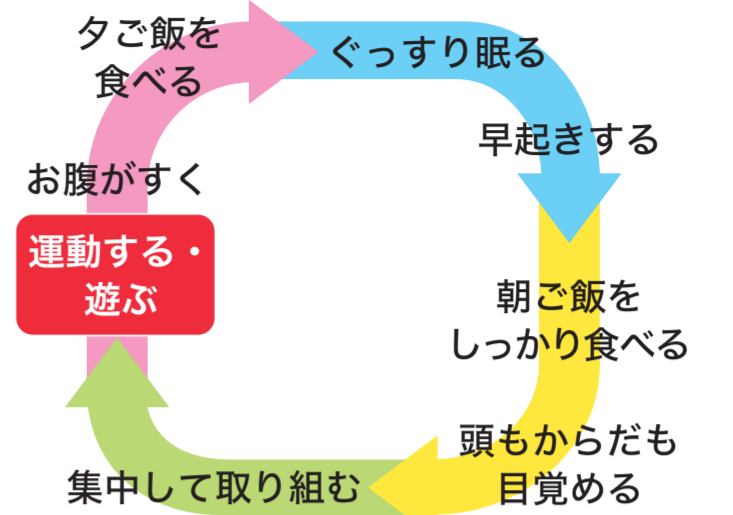 夕ご飯を
食べる
ぐっすり眠る
早起きする
朝ご飯を
しっかり食べる
頭もからだも
目覚める
集中して取り組む
運動する・
遊ぶ
お腹がすく